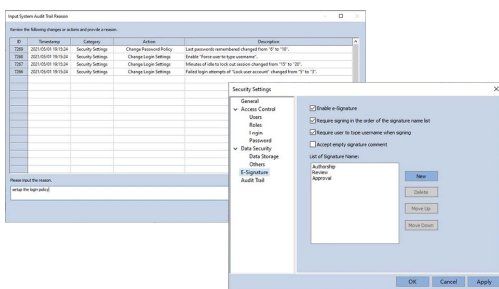 Input System Audit Trail Reason
Review the following changes or actions and provide a reason.
ID Timestamp Category Action Description
7269 2021/05/01 19:15:24 Security Settings Change Password Policy Last passwords remembered changed from "5" to "10".
7268 2021/05/01 19:15:24 Security Settings Change Login Settings Enable "Force user to type username".
7267 2021/05/01 19:15:24 Security Settings Change Login Settings Minutes of idle to lock out session changed from "15" to "20".
7266 2021/05/01 19:15:24 Security Settings Change Login Settings Failed login attempts of "Lock user account" changed from "5" to "3".
Please input the reason:
setup the login policy
Security Settings
General
Access Control
Users
Roles
Login
Password
Data Security
Data Storage
Others
E-Signature
Audit Trail
Enable e-Signature
Require signing in the order of the signature name list
Require user to type username when signing
Accept empty signature comment
List of Signature Name:
Authorship
Review
Approval
New
Delete
Move Up
Move Down
OK Cancel Apply